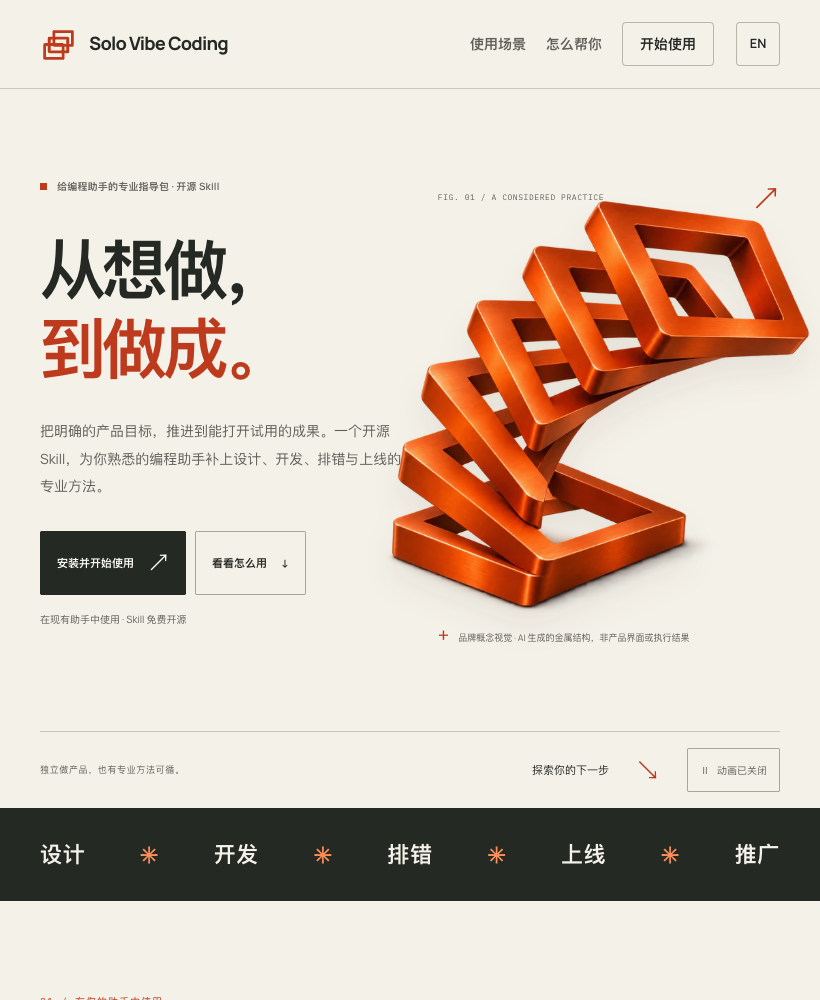 Solo Vibe Coding
使用场景
怎么帮你
开始使用
EN
给编程助手的专业指导包 · 开源 Skill
从想做，
到做成。
把明确的产品目标，推进到能打开试用的成果。一个开源
Skill，为你熟悉的编程助手补上设计、开发、排错与上线的
专业方法。
安装并开始使用
看看怎么用 ↓
在现有助手中使用 · Skill 免费开源
FIG. 01 / A CONSIDERED PRACTICE
品牌概念视觉 · AI 生成的金属结构，非产品界面或执行结果
独立做产品，也有专业方法可循。
探索你的下一步
动画已关闭
设计
开发
排错
上线
推广